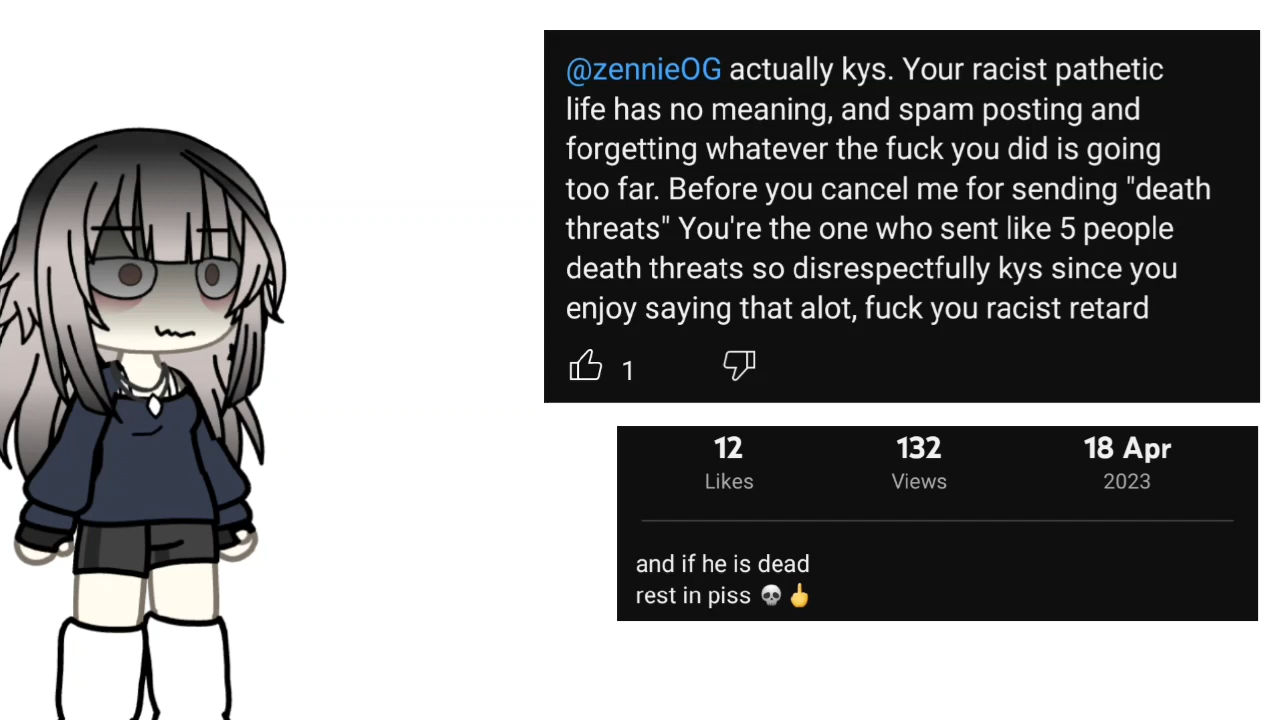 @zennieOG actually kys. Your racist pathetic
life has no meaning, and spam posting and
forgetting whatever the fuck you did is going
too far. Before you cancel me for sending "death
threats" You're the one who sent like 5 people
death threats so disrespectfully kys since you
enjoy saying that alot, fuck you racist retard
1
12 132 18 Apr
Likes Views 2023
and if he is dead
rest in piss 💀🖕